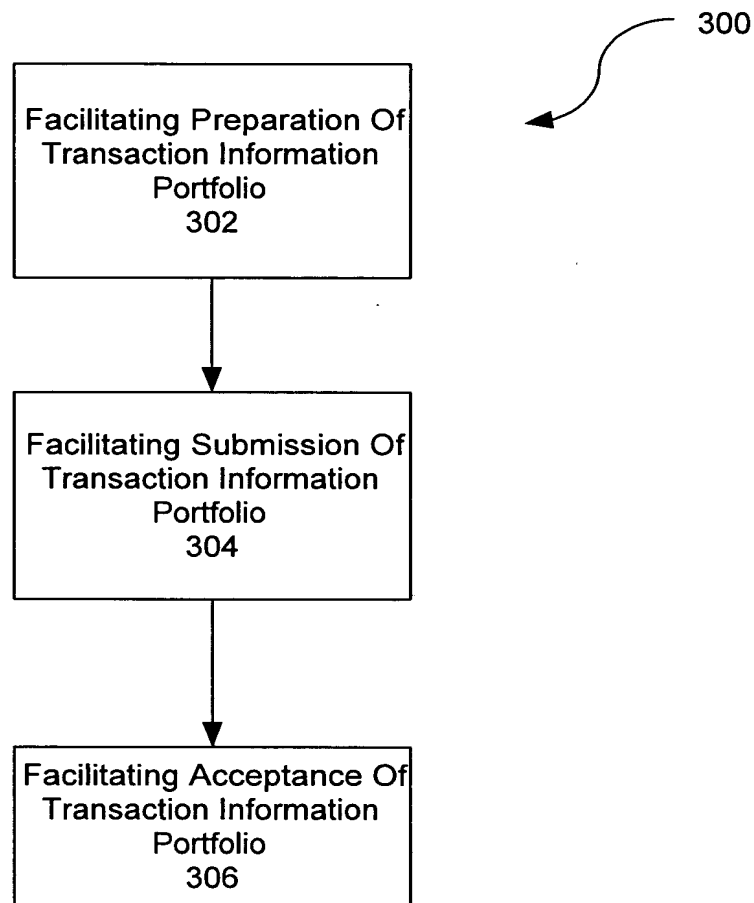 300
Facilitating Preparation Of
Transaction Information
Portfolio
302
Facilitating Submission Of
Transaction Information
Portfolio
304
Facilitating Acceptance Of
Transaction Information
Portfolio
306